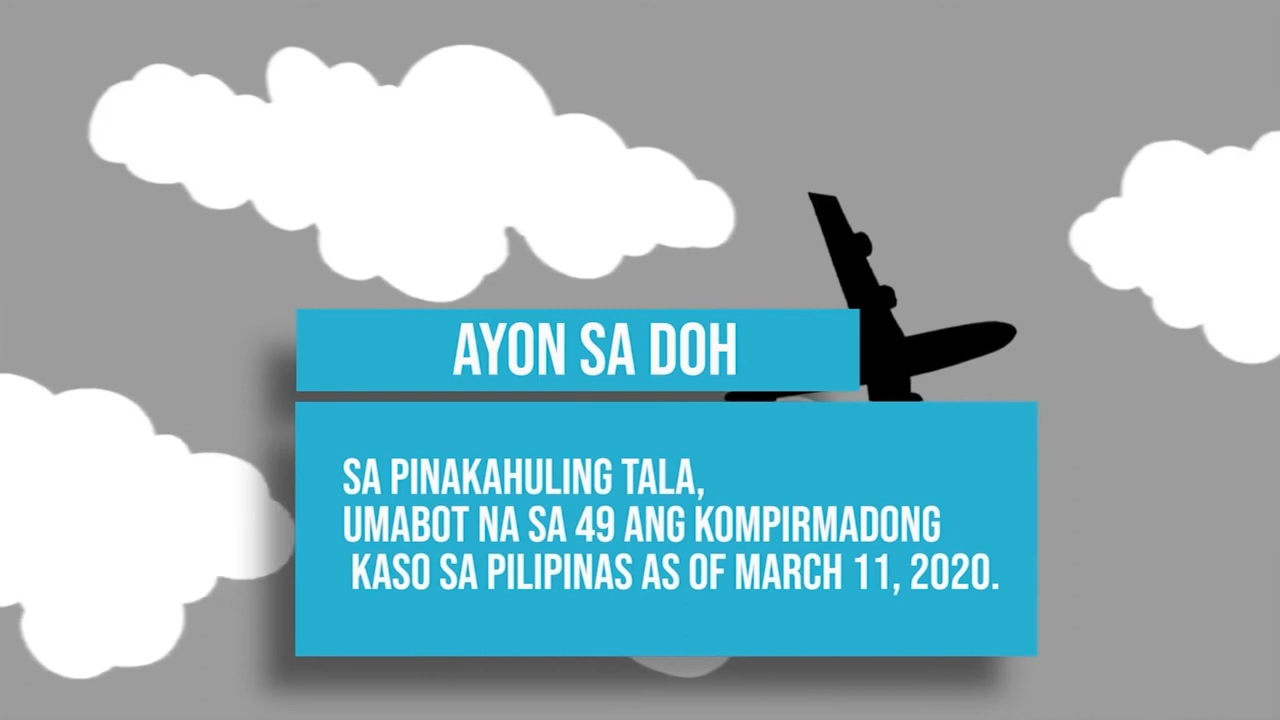 AYON SA DOH
SA PINAKAHULING TALA,
UMABOT NA SA 49 ANG KOMPIRMADONG
KASO SA PILIPINAS AS OF MARCH 11, 2020.